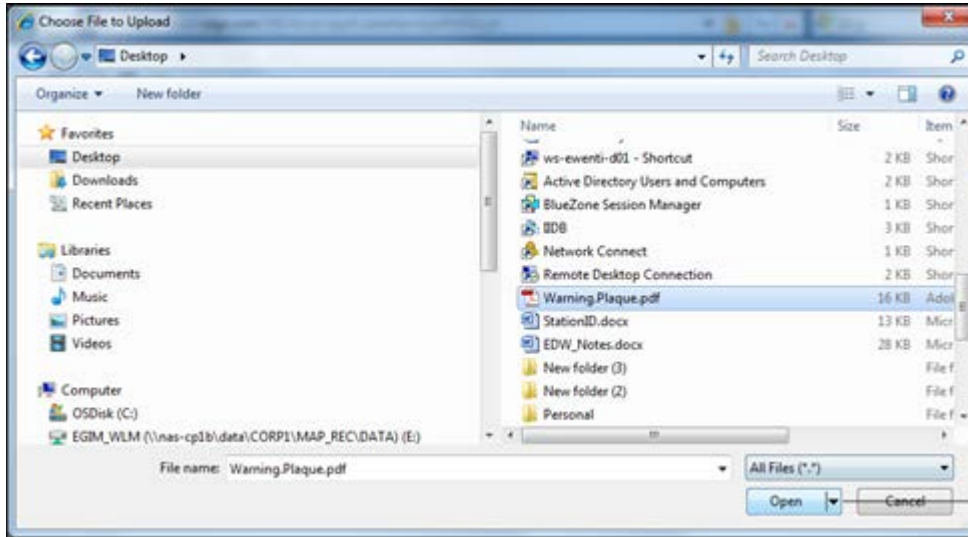 Choose File to Upload
Desktop
Search Desktop
Organize
New folder
Favorites
Desktop
Downloads
Recent Places
Libraries
Documents
Music
Pictures
Videos
Computer
OSDisk (C:)
EGIM_WLM (\\nas-cp1b\data\CORP1\MAP_REC\DATA) (E:)
Name Size Item
ws-ewenti-d01 - Shortcut 2 KB Shor
Active Directory Users and Computers 2 KB Shor
BlueZone Session Manager 1 KB Shor
3 KB Shor
Network Connect 1 KB Shor
Remote Desktop Connection 2 KB Shor
Warning.Plaque.pdf 16 KB Adol
StationID.docx 13 KB Micr
EDW_Notes.docx 28 KB Micr
New folder (3) File f
New folder (2) File f
Personal File f
File name: Warning.Plaque.pdf
All Files (*.*)
Open
Cancel